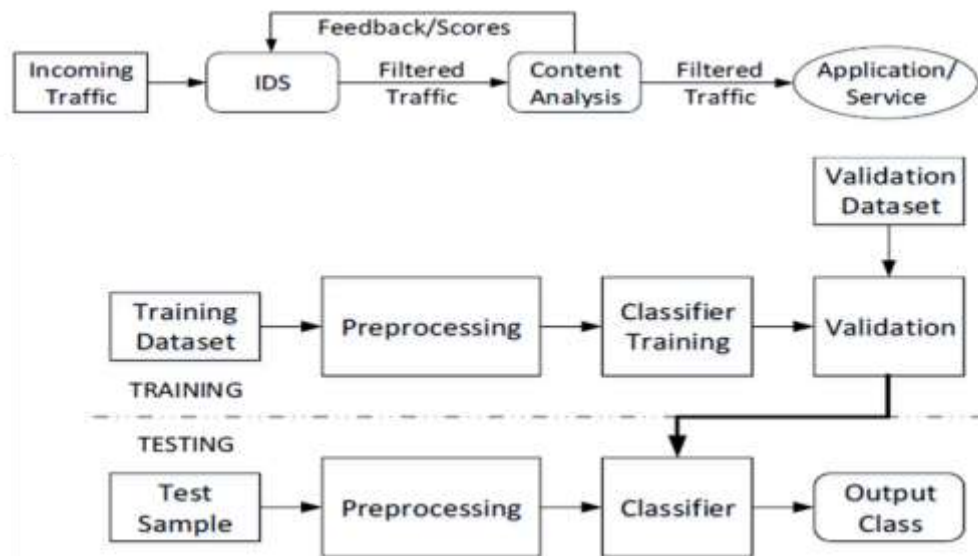 Feedback/Scores
Incoming
Traffic
IDS
Filtered
Traffic
Content
Analysis
Filtered
Traffic
Application/
Service
Validation
Dataset
Training
Dataset
Preprocessing
Classifier
Training
Validation
TRAINING
TESTING
Test
Sample
Preprocessing
Classifier
Output
Class